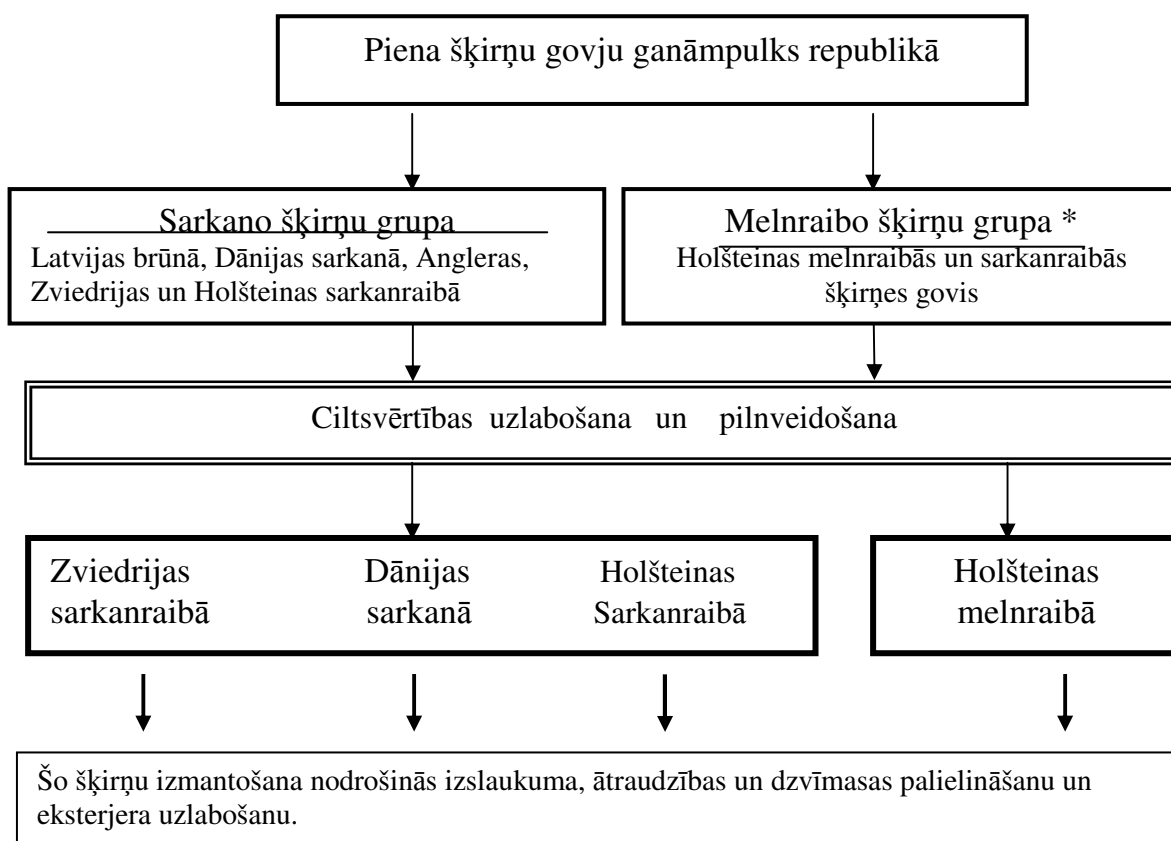 Piena šķirņu govju ganāmpulks republikā
Sarkano šķirņu grupa
Latvijas brūnā, Dānijas sarkanā, Angleras,
Zviedrijas un Holšteinas sarkanraibā
Melnraibo šķirņu grupa *
Holšteinas melnraibās un sarkanraibās
šķirnes govis
Ciltsvērtības uzlabošana un pilnveidošana
Zviedrijas
sarkanraibā
Dānijas
sarkanā
Holšteinas
Sarkanraibā
Holšteinas
melnraibā
Šo šķirņu izmantošana nodrošinās izslaukuma, ātraudzības un dzvīmasas palielināšanu un
eksterjera uzlabošanu.